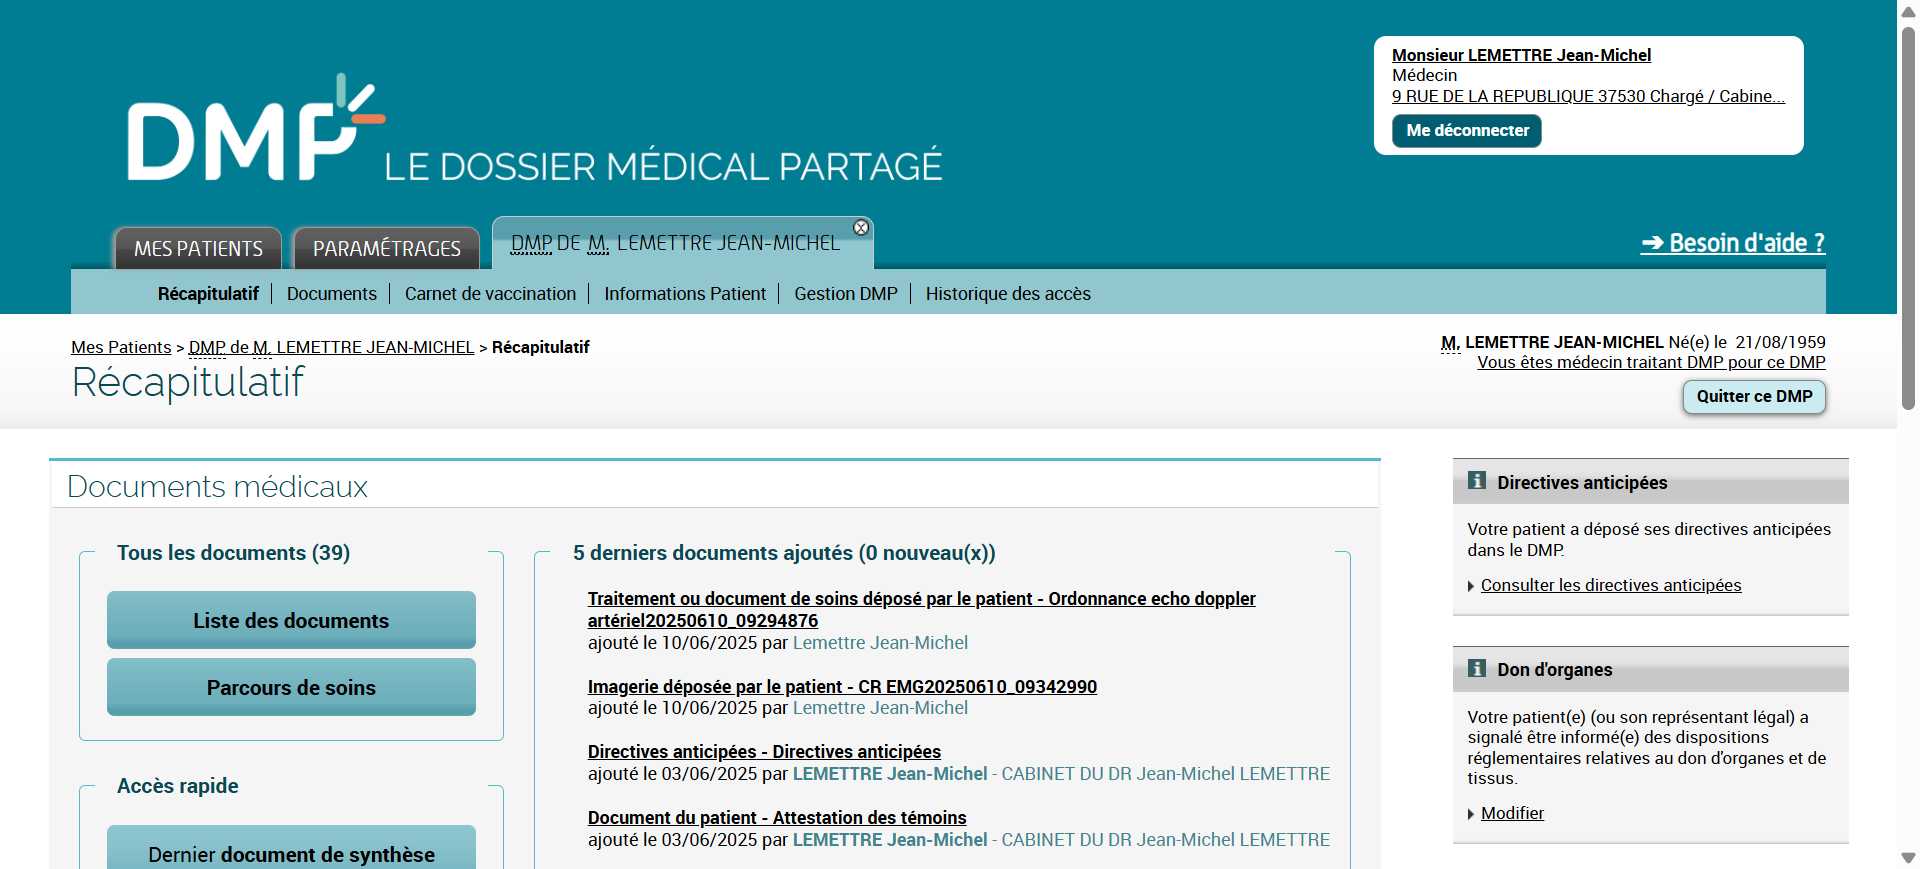 DMP LE DOSSIER MÉDICAL PARTAGÉ
Monsieur LEMETTRE Jean-Michel
Médecin
9 RUE DE LA REPUBLIQUE 37530 Chargé / Cabine...
Me déconnecter
MES PATIENTS
PARAMÉTRAGES
DMP DE M. LEMETTRE JEAN-MICHEL
➔ Besoin d'aide ?
Récapitulatif | Documents | Carnet de vaccination | Informations Patient | Gestion DMP | Historique des accès
Mes Patients > DMP de M. LEMETTRE JEAN-MICHEL > Récapitulatif
Récapitulatif
M. LEMETTRE JEAN-MICHEL Né(e) le 21/08/1959
Vous êtes médecin traitant DMP pour ce DMP
Quitter ce DMP
Documents médicaux
Tous les documents (39)
Liste des documents
Parcours de soins
Accès rapide
Dernier document de synthèse
5 derniers documents ajoutés (0 nouveau(x))
Traitement ou document de soins déposé par le patient - Ordonnance echo doppler
artériel20250610_09294876
ajouté le 10/06/2025 par Lemettre Jean-Michel
Imagerie déposée par le patient - CR EMG20250610_09342990
ajouté le 10/06/2025 par Lemettre Jean-Michel
Directives anticipées - Directives anticipées
ajouté le 03/06/2025 par LEMETTRE Jean-Michel - CABINET DU DR Jean-Michel LEMETTRE
Document du patient - Attestation des témoins
ajouté le 03/06/2025 par LEMETTRE Jean-Michel - CABINET DU DR Jean-Michel LEMETTRE
Directives anticipées
Votre patient a déposé ses directives anticipées
dans le DMP.
Consulter les directives anticipées
Don d'organes
Votre patient(e) (ou son représentant légal) a
signalé être informé(e) des dispositions
réglementaires relatives au don d'organes et de
tissus.
Modifier